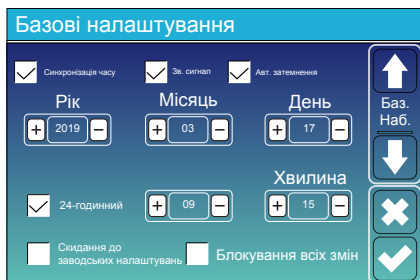 Базові налаштування
Синхронізація часу Зв. сигнал Авт. затемнення
Рік Місяць День
+ 2019 − + 03 − + 17 −
Баз.
Наб.
Хвилина
24-годинний + 09 − + 15 −
Скидання до
заводських налаштувань
Блокування всіх змін